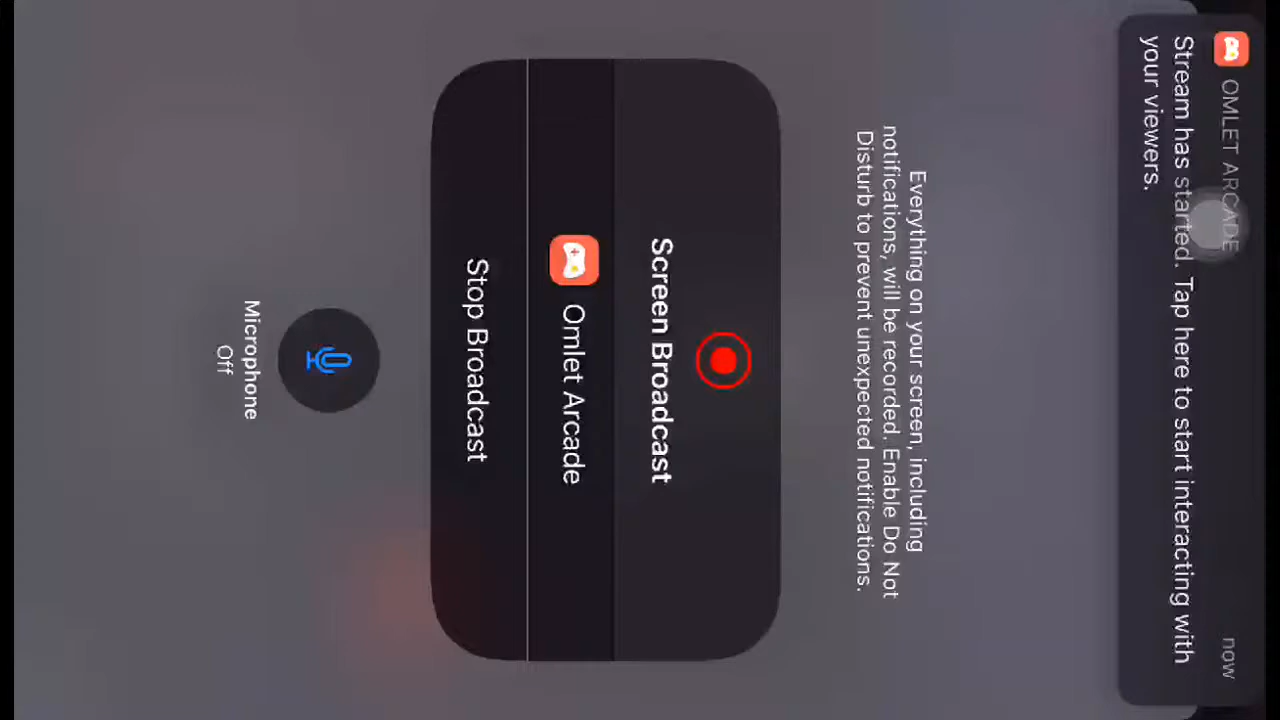 OMLET ARCADE
now
Stream has started. Tap here to start interacting with
your viewers.
Everything on your screen, including
notifications, will be recorded. Enable Do Not
Disturb to prevent unexpected notifications.
Screen Broadcast
Omlet Arcade
Stop Broadcast
Microphone
Off